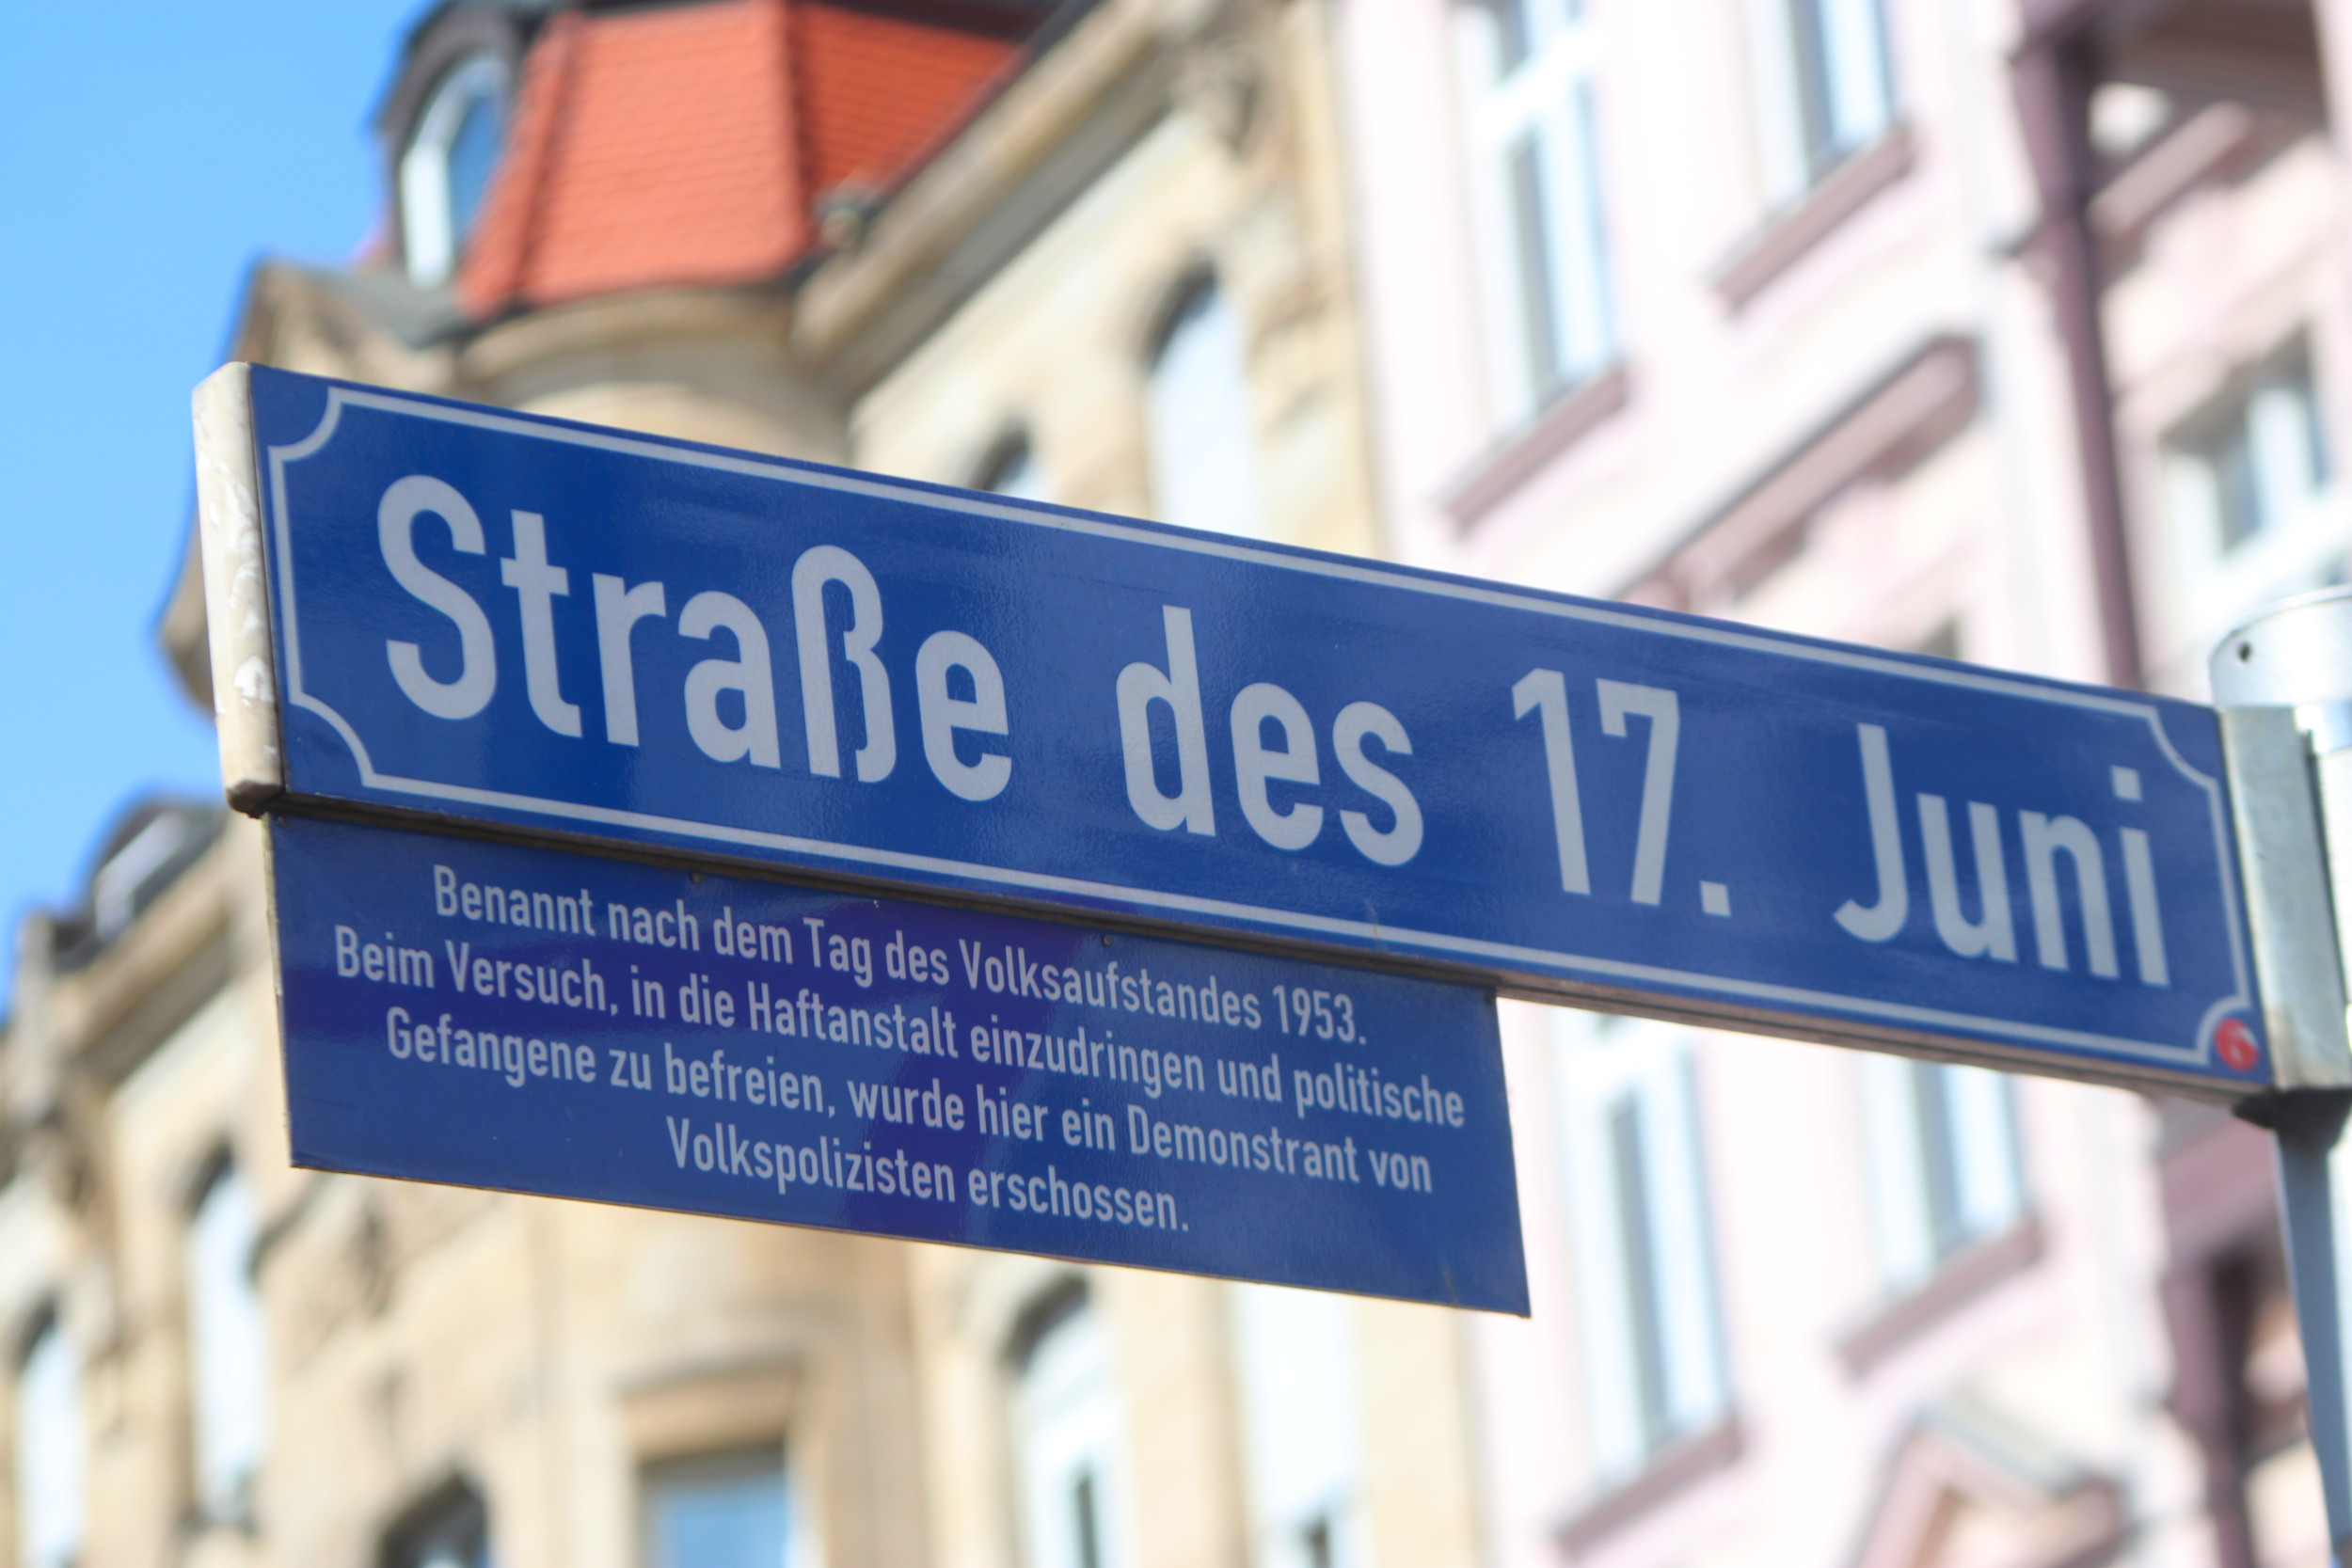 Straße des 17. Juni
6
Benannt nach dem Tag des Volksaufstandes 1953.
Beim Versuch, in die Haftanstalt einzudringen und politische
Gefangene zu befreien, wurde hier ein Demonstrant von
Volkspolizisten erschossen.